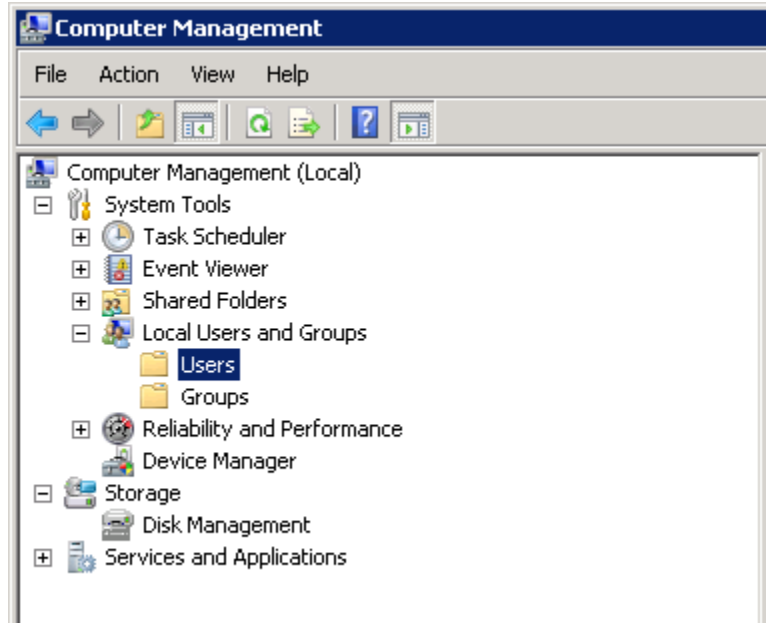 Computer Management
File Action View Help
Computer Management (Local)
System Tools
Task Scheduler
Event Viewer
Shared Folders
Local Users and Groups
Users
Groups
Reliability and Performance
Device Manager
Storage
Disk Management
Services and Applications